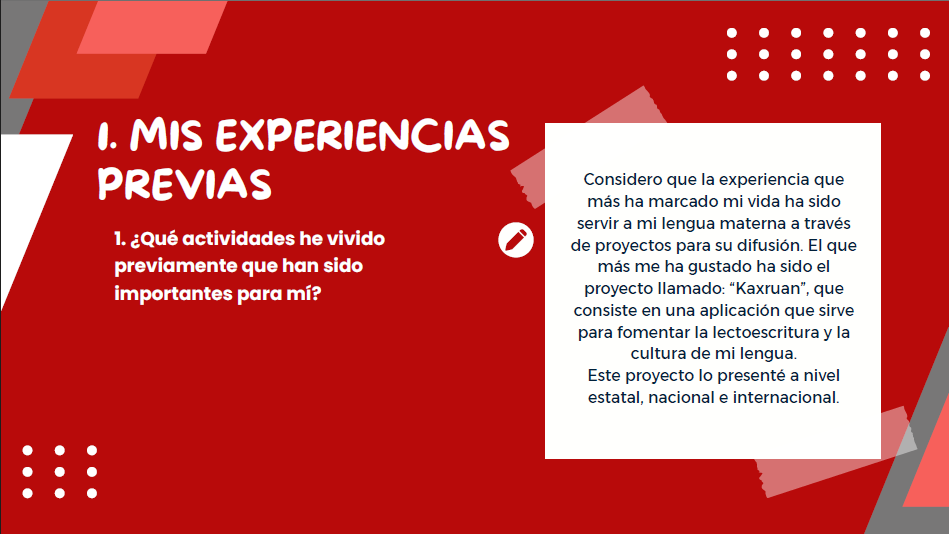 1. MIS EXPERIENCIAS
PREVIAS
1. ¿Qué actividades he vivido
previamente que han sido
importantes para mí?
Considero que la experiencia que
más ha marcado mi vida ha sido
servir a mi lengua materna a través
de proyectos para su difusión. El que
más me ha gustado ha sido el
proyecto llamado: “Kaxruan”, que
consiste en una aplicación que sirve
para fomentar la lectoescritura y la
cultura de mi lengua.
Este proyecto lo presenté a nivel
estatal, nacional e internacional.